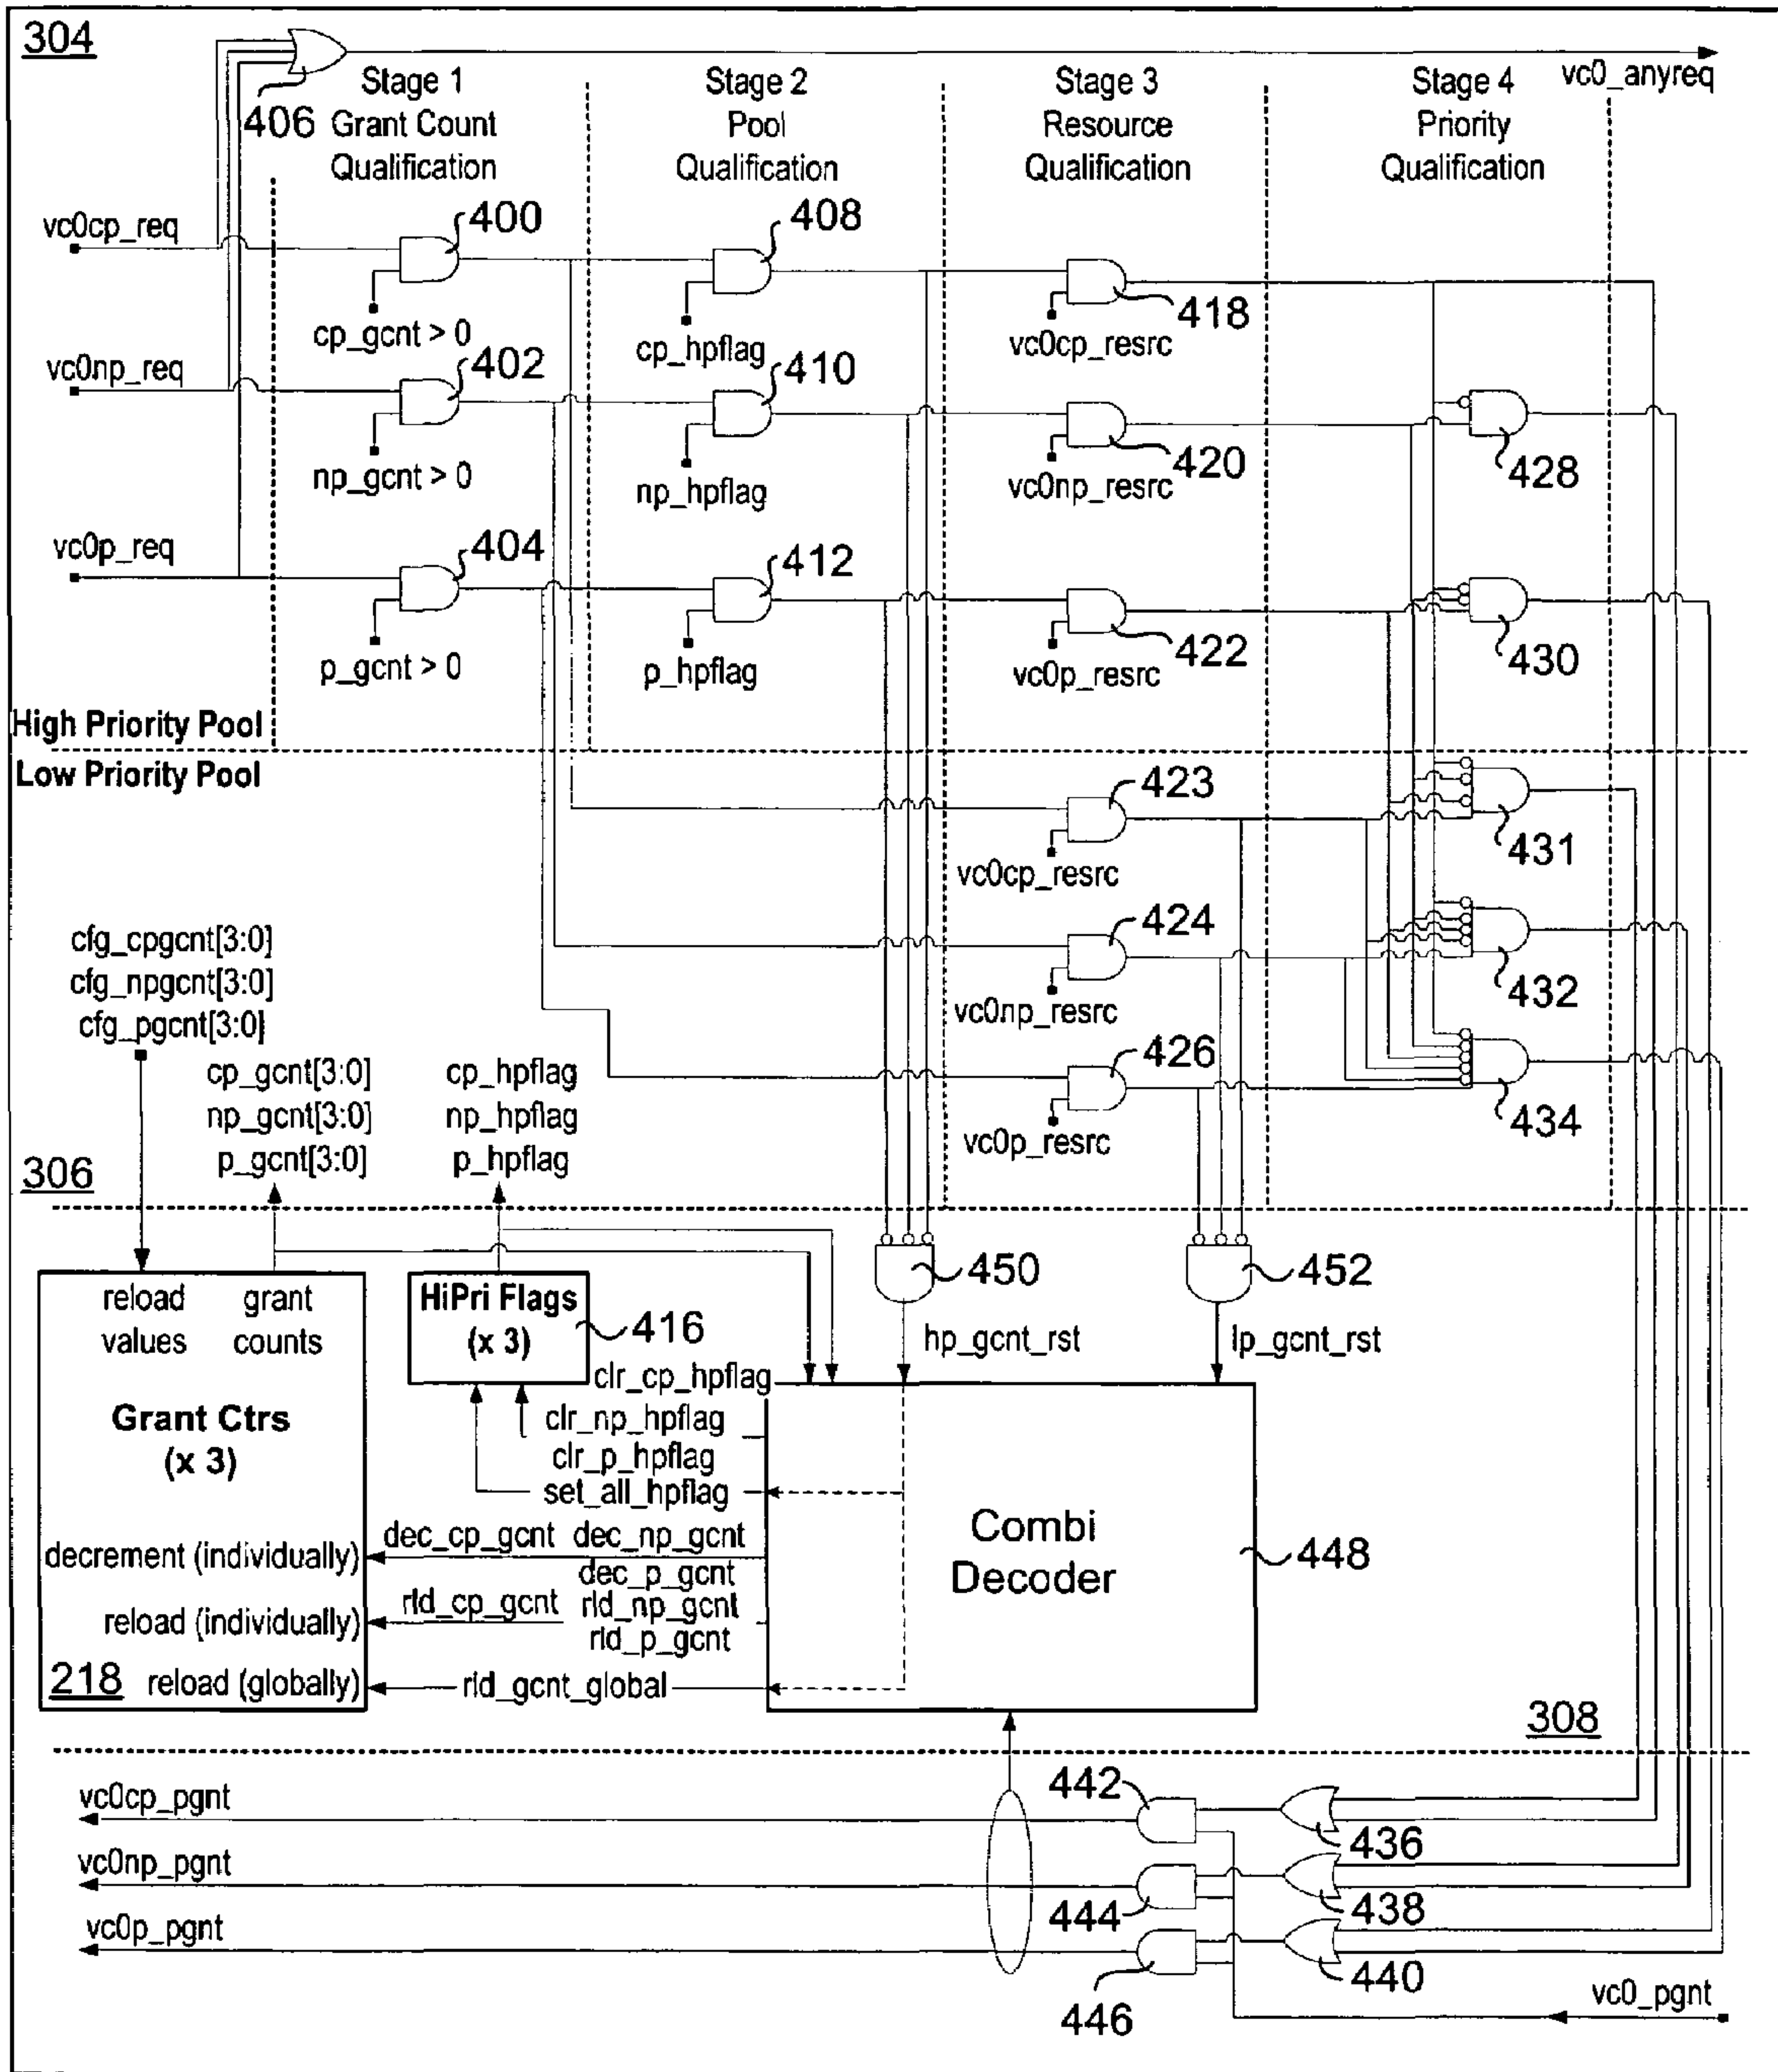 304
vc0_anyreq
406
Stage 1
Grant Count
Qualification
Stage 2
Pool
Qualification
Stage 3
Resource
Qualification
Stage 4
Priority
Qualification
vc0cp_req
400
408
418
cp_gcnt > 0
cp_hpflag
vc0cp_resrc
vc0np_req
402
410
420
428
np_gcnt > 0
np_hpflag
vc0np_resrc
vc0p_req
404
412
422
430
p_gcnt > 0
p_hpflag
vc0p_resrc
High Priority Pool
Low Priority Pool
423
431
vc0cp_resrc
424
432
vc0np_resrc
426
434
vc0p_resrc
cfg_cpgcnt[3:0]
cfg_npgcnt[3:0]
cfg_pgcnt[3:0]
cp_gcnt[3:0]
np_gcnt[3:0]
p_gcnt[3:0]
cp_hpflag
np_hpflag
p_hpflag
306
450
452
hp_gcnt_rst
lp_gcnt_rst
reload
values
grant
counts
Grant Ctrs
(x 3)
HiPri Flags
(x 3)
416
clr_cp_hpflag
clr_np_hpflag
clr_p_hpflag
set_all_hpflag
decrement (individually)
dec_cp_gcnt dec_np_gcnt
dec_p_gcnt
reload (individually)
rld_cp_gcnt rld_np_gcnt
rld_p_gcnt
218
reload (globally)
rld_gcnt_global
Combi
Decoder
448
308
vc0cp_pgnt
442
436
vc0np_pgnt
444
438
vc0p_pgnt
446
440
vc0_pgnt